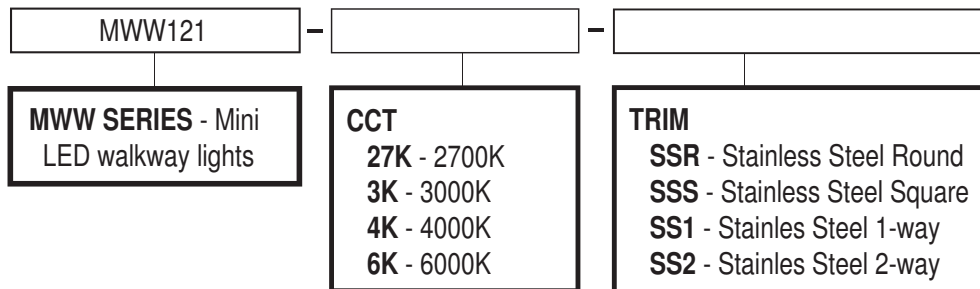 MWW121 - -
MWW SERIES - Mini
LED walkway lights
CCT
27K - 2700K
3K - 3000K
4K - 4000K
6K - 6000K
TRIM
SSR - Stainless Steel Round
SSS - Stainless Steel Square
SS1 - Stainles Steel 1-way
SS2 - Stainles Steel 2-way